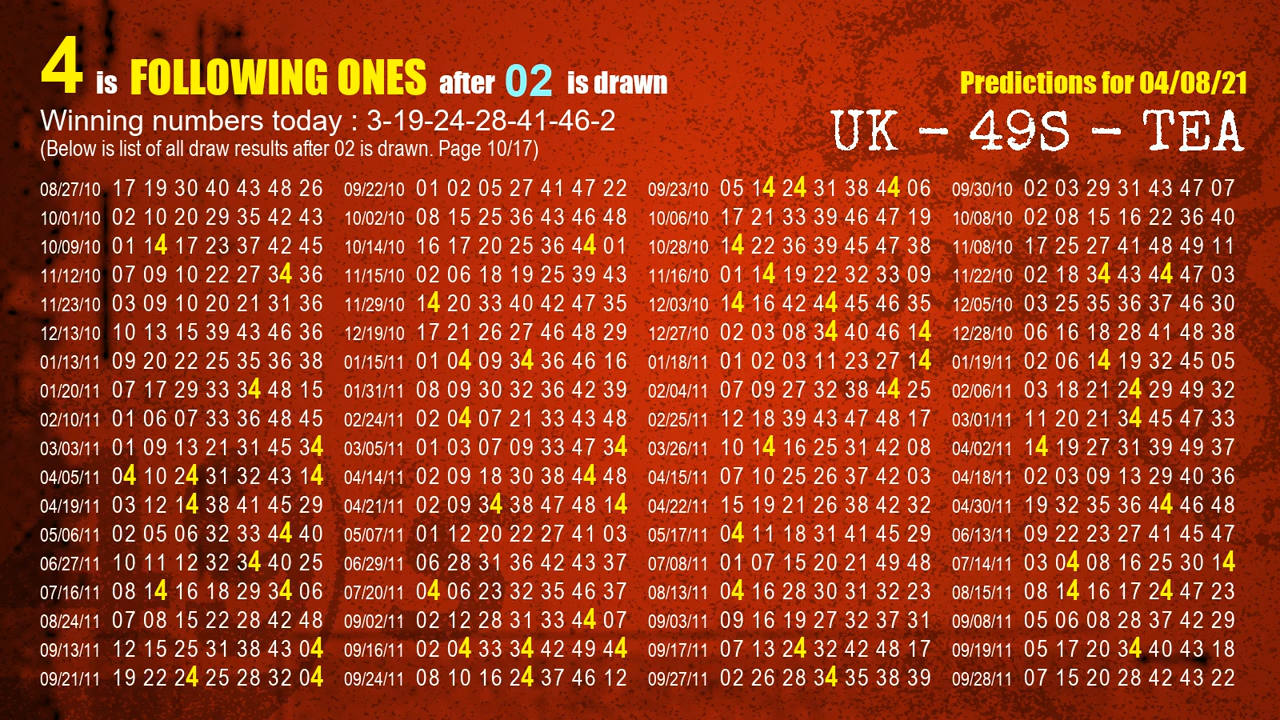 4 is FOLLOWING ONES after 02 is drawn
Predictions for 04/08/21
Winning numbers today : 3-19-24-28-41-46-2
UK - 49S - TEA
(Below is list of all draw results after 02 is drawn. Page 10/17)
08/27/10 17 19 30 40 43 48 26 09/22/10 01 02 05 27 41 47 22 09/23/10 05 14 24 31 38 44 06 09/30/10 02 03 29 31 43 47 07
10/01/10 02 10 20 29 35 42 43 10/02/10 08 15 25 36 43 46 48 10/06/10 17 21 33 39 46 47 19 10/08/10 02 08 15 16 22 36 40
10/09/10 01 14 17 23 37 42 45 10/14/10 16 17 20 25 36 44 01 10/28/10 14 22 36 39 45 47 38 11/08/10 17 25 27 41 48 49 11
11/12/10 07 09 10 22 27 34 36 11/15/10 02 06 18 19 25 39 43 11/16/10 01 14 19 22 32 33 09 11/22/10 02 18 34 43 44 47 03
11/23/10 03 09 10 20 21 31 36 11/29/10 14 20 33 40 42 47 35 12/03/10 14 16 42 44 45 46 35 12/05/10 03 25 35 36 37 46 30
12/13/10 10 13 15 39 43 46 36 12/19/10 17 21 26 27 46 48 29 12/27/10 02 03 08 34 40 46 14 12/28/10 06 16 18 28 41 48 38
01/13/11 09 20 22 25 35 36 38 01/15/11 01 04 09 34 36 46 16 01/18/11 01 02 03 11 23 27 14 01/19/11 02 06 14 19 32 45 05
01/20/11 07 17 29 33 34 48 15 01/31/11 08 09 30 32 36 42 39 02/04/11 07 09 27 32 38 44 25 02/06/11 03 18 21 24 29 49 32
02/10/11 01 06 07 33 36 48 45 02/24/11 02 04 07 21 33 43 48 02/25/11 12 18 39 43 47 48 17 03/01/11 11 20 21 34 45 47 33
03/03/11 01 09 13 21 31 45 34 03/05/11 01 03 07 09 33 47 34 03/26/11 10 14 16 25 31 42 08 04/02/11 14 19 27 31 39 49 37
04/05/11 04 10 24 31 32 43 14 04/14/11 02 09 18 30 38 44 48 04/15/11 07 10 25 26 37 42 03 04/18/11 02 03 09 13 29 40 36
04/19/11 03 12 14 38 41 45 29 04/21/11 02 09 34 38 47 48 14 04/22/11 15 19 21 26 38 42 32 04/30/11 19 32 35 36 44 46 48
05/06/11 02 05 06 32 33 44 40 05/07/11 01 12 20 22 27 41 03 05/17/11 04 11 18 31 41 45 29 06/13/11 09 22 23 27 41 45 47
06/27/11 10 11 12 32 34 40 25 06/29/11 06 28 31 36 42 43 37 07/08/11 01 07 15 20 21 49 48 07/14/11 03 04 08 16 25 30 14
07/16/11 08 14 16 18 29 34 06 07/20/11 04 06 23 32 35 46 37 08/13/11 04 16 28 30 31 32 23 08/15/11 08 14 16 17 24 47 23
08/24/11 07 08 15 22 28 42 48 09/02/11 02 12 28 31 33 44 07 09/03/11 09 16 19 27 32 37 31 09/08/11 05 06 08 28 37 42 29
09/13/11 12 15 25 31 38 43 04 09/16/11 02 04 33 34 42 49 44 09/17/11 07 13 24 32 42 48 17 09/19/11 05 17 20 34 40 43 18
09/21/11 19 22 24 25 28 32 04 09/24/11 08 10 16 24 37 46 12 09/27/11 02 26 28 34 35 38 39 09/28/11 07 15 20 28 42 43 22